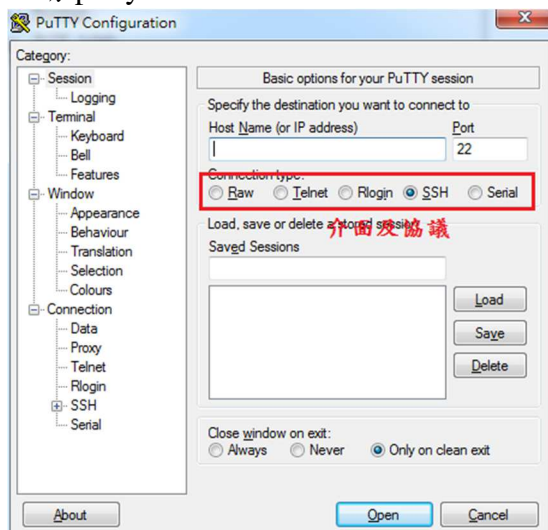 PuTTY Configuration
Category:
Session
Logging
Terminal
Keyboard
Bell
Features
Window
Appearance
Behaviour
Translation
Selection
Colours
Connection
Data
Proxy
Telnet
Rlogin
SSH
Serial
Basic options for your PuTTY session
Specify the destination you want to connect to
Host Name (or IP address)
Port
22
Connection type:
Raw Telnet Rlogin SSH Serial
介面及協議
Load, save or delete a stored session
Saved Sessions
Load
Save
Delete
Close window on exit:
Always Never Only on clean exit
About
Open
Cancel